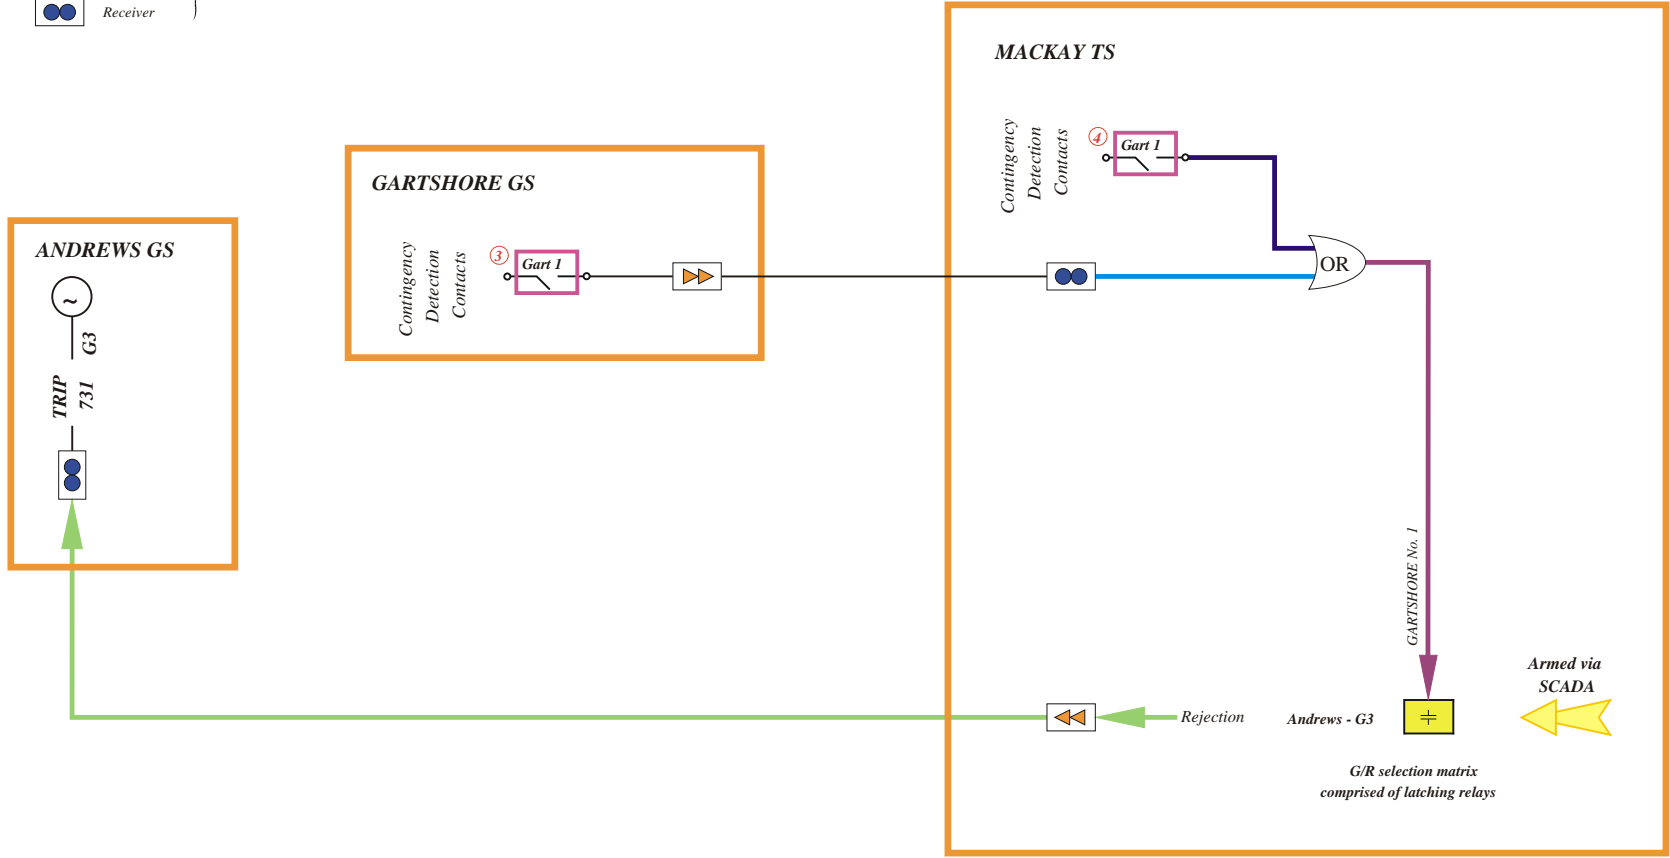 Receiver
MACKAY TS
Contingency
Detection
Contacts
4
Gart 1
GARTSHORE GS
Contingency
Detection
Contacts
3
Gart 1
OR
ANDREWS GS
~
G3
TRIP
731
GARTSHORE No. 1
Armed via
SCADA
Rejection
Andrews - G3
G/R selection matrix
comprised of latching relays